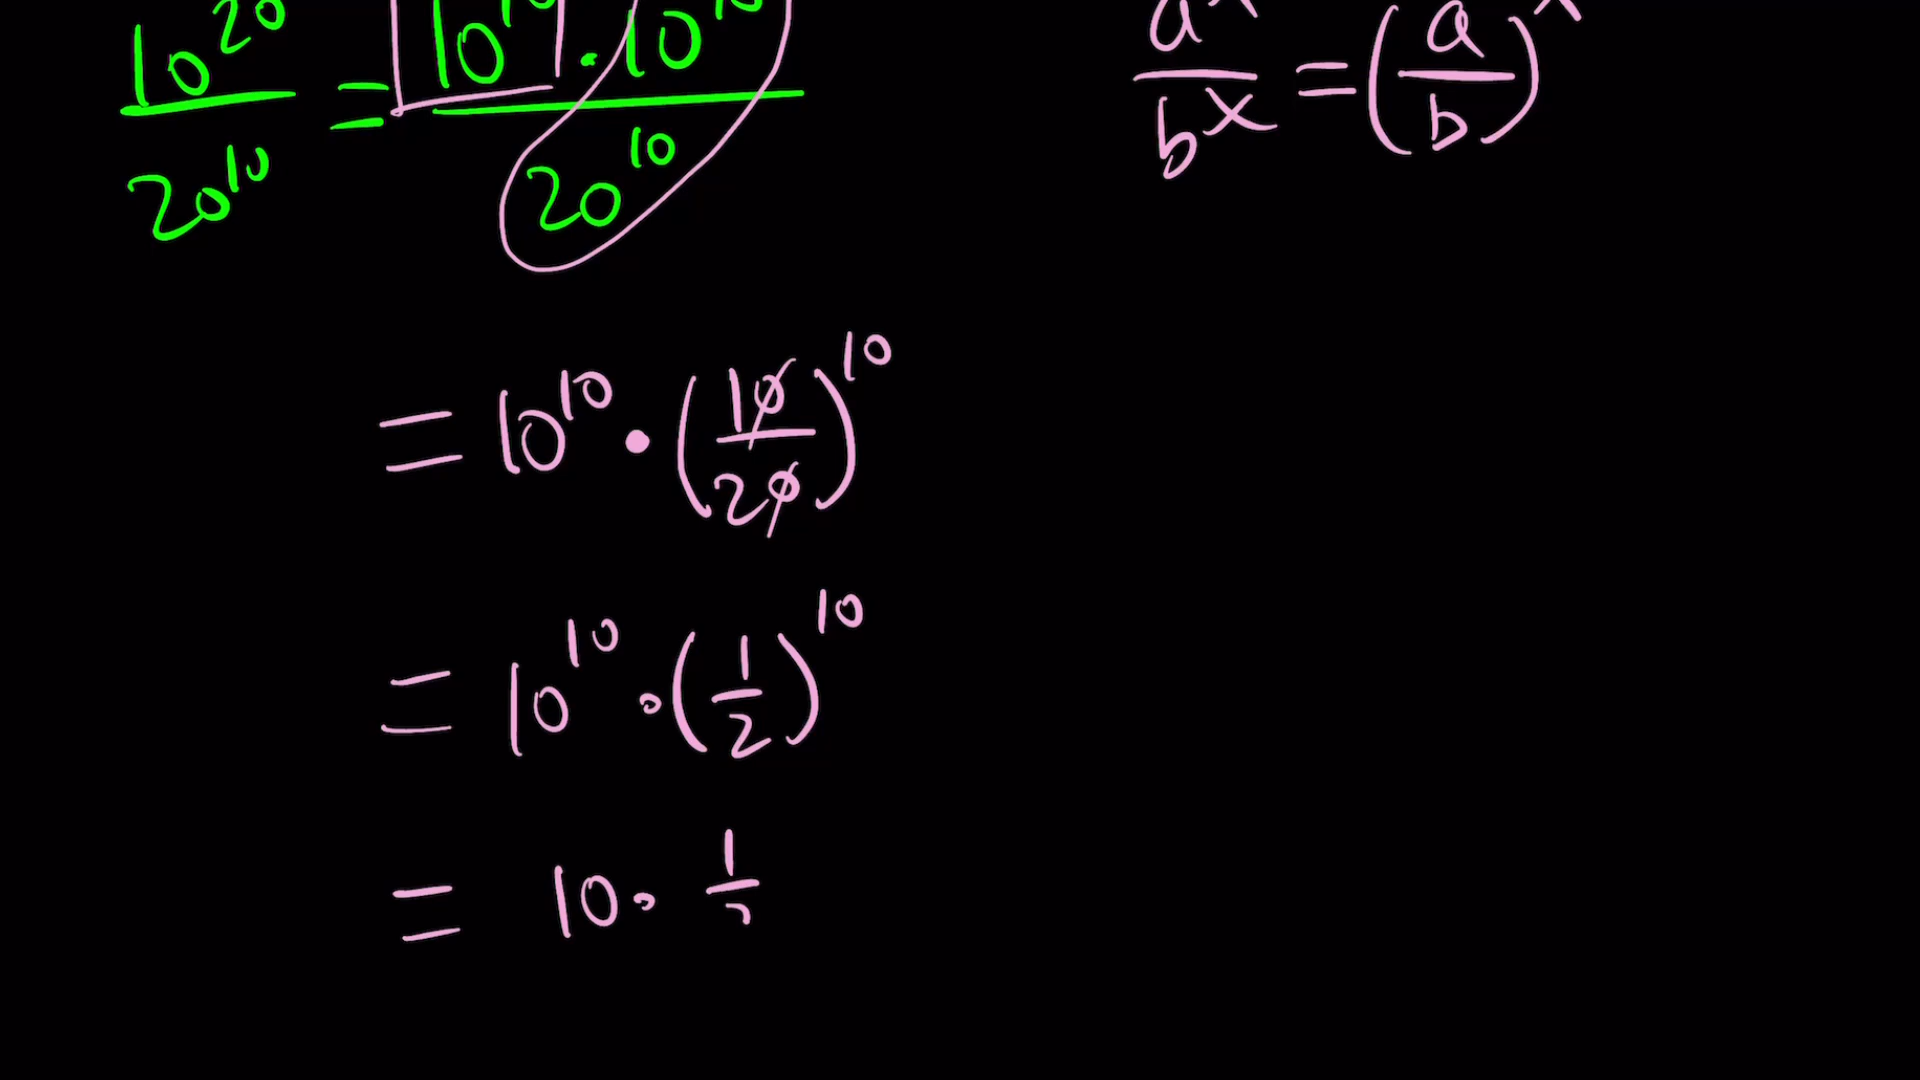 10^20 / 20^10 = 10^10 · 10^10 / 20^10
a^x / b^x = (a / b)^x
= 10^10 · (10 / 20)^10
= 10^10 · (1 / 2)^10
= 10 · 1 /